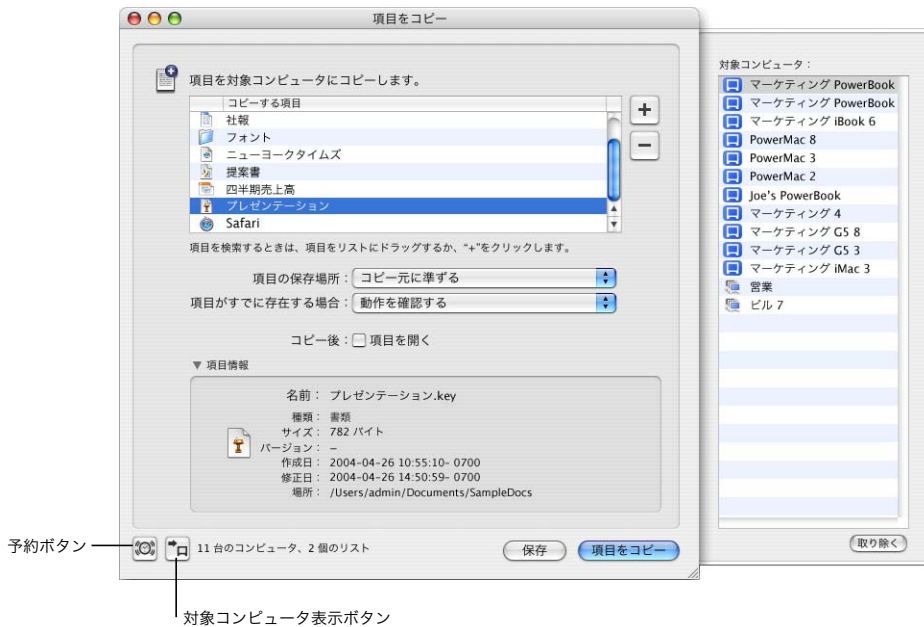 項目をコピー
項目を対象コンピュータにコピーします。
コピーする項目
社報
フォント
ニューヨークタイムズ
提案書
四半期売上高
プレゼンテーション
Safari
項目を検索するときは、項目をリストにドラッグするか、“+”をクリックします。
項目の保存場所： コピー元に準ずる
項目がすでに存在する場合： 動作を確認する
コピー後： 項目を開く
項目情報
名前： プレゼンテーション.key
種類： 書類
サイズ： 782 バイト
バージョン： –
作成日： 2004-04-26 10:55:10- 0700
修正日： 2004-04-26 14:50:59- 0700
場所： /Users/admin/Documents/SampleDocs
11 台のコンピュータ、2 個のリスト
保存
項目をコピー
対象コンピュータ：
マーケティング PowerBook
マーケティング PowerBook
マーケティング iBook 6
PowerMac 8
PowerMac 3
PowerMac 2
Joe's PowerBook
マーケティング 4
マーケティング G5 8
マーケティング G5 3
マーケティング iMac 3
営業
ビル 7
取り除く
予約ボタン
対象コンピュータ表示ボタン